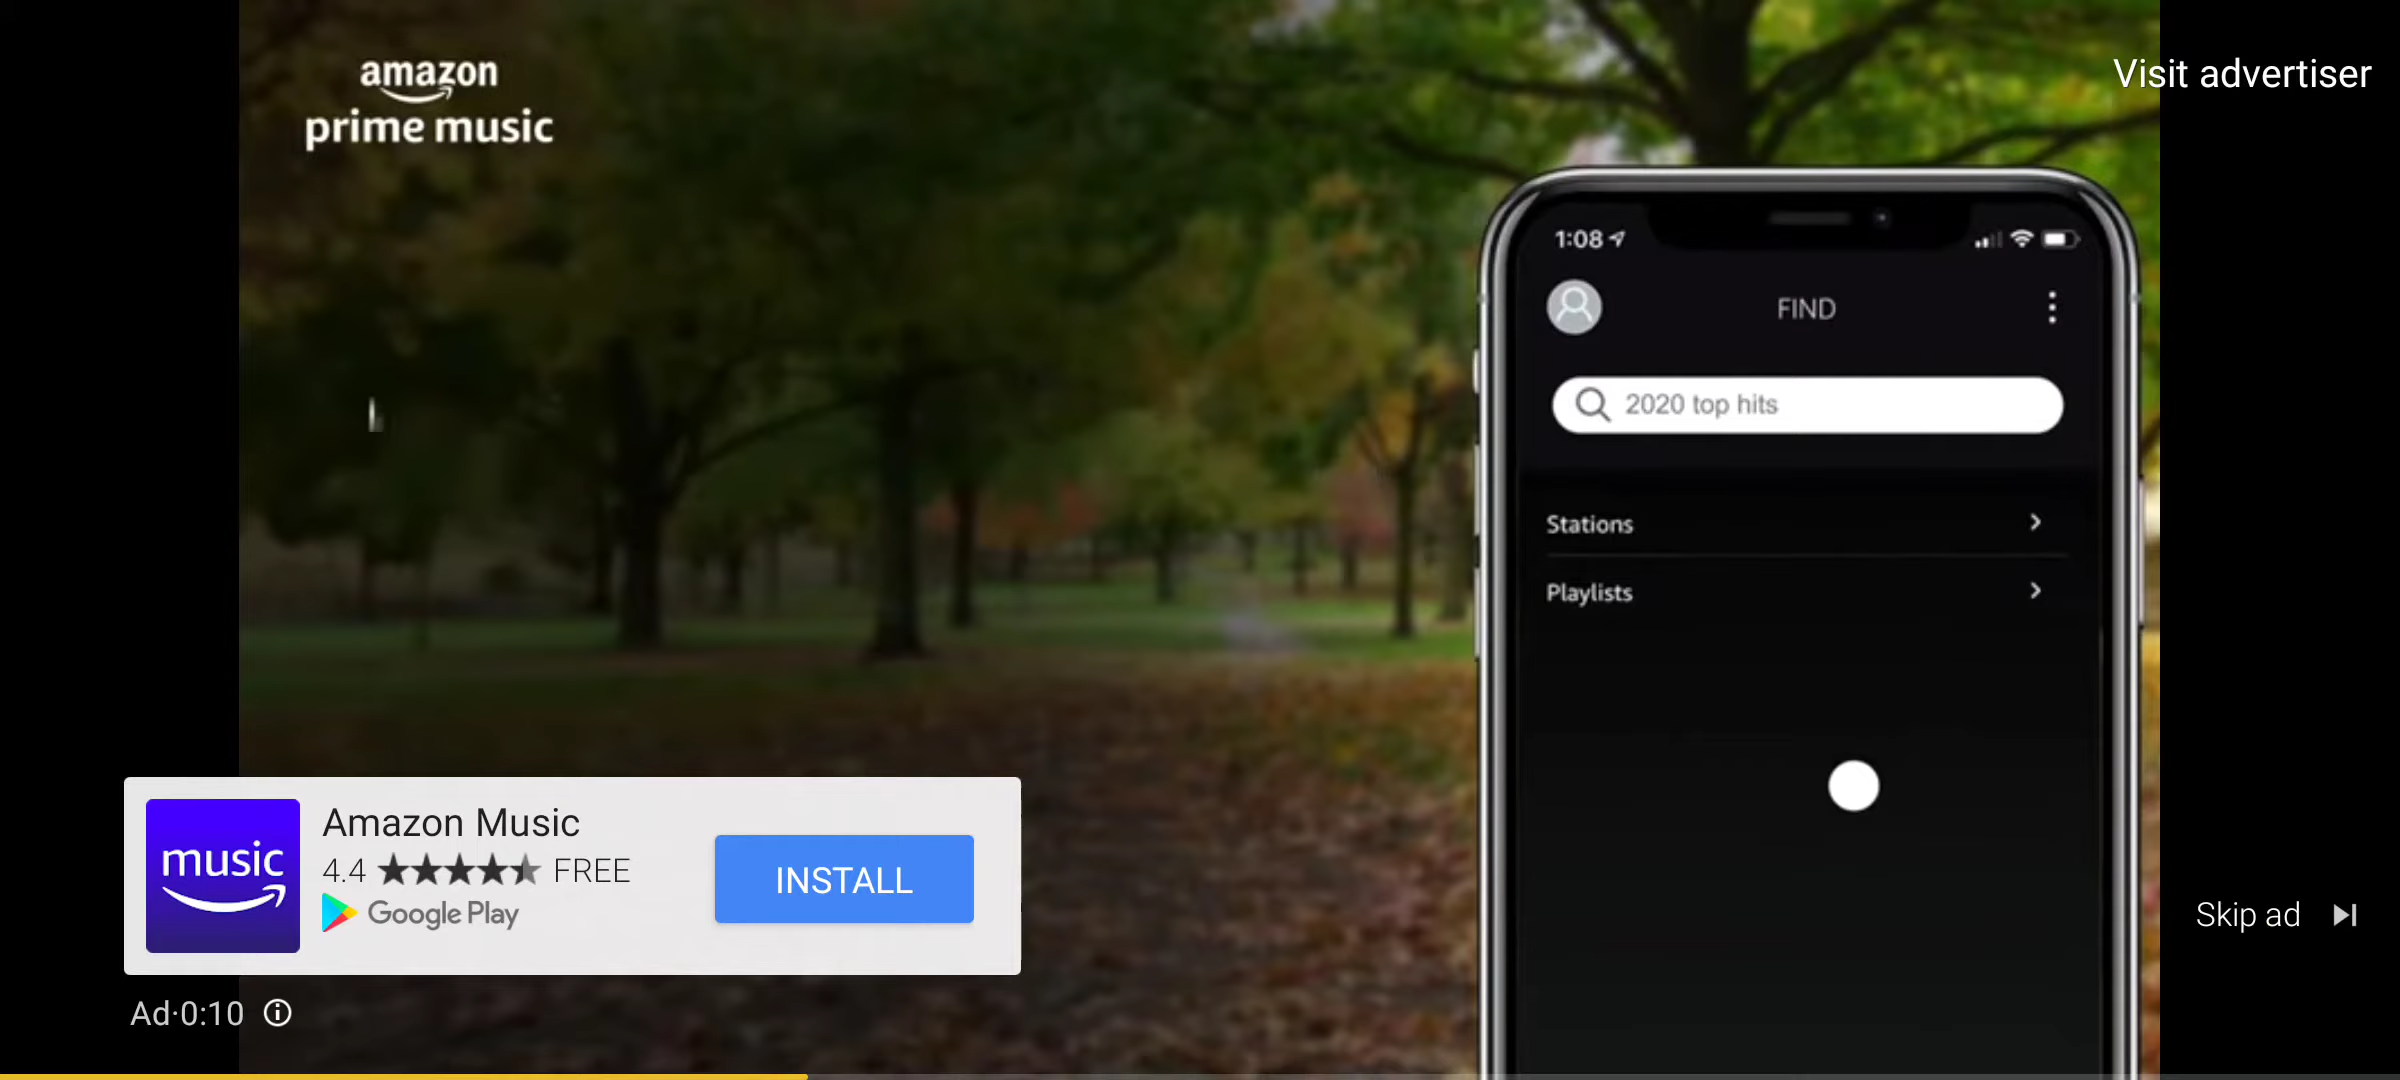 amazon
prime music
Visit advertiser
1:08
FIND
2020 top hits
Stations
Playlists
music
Amazon Music
4.4 ★★★★★ FREE
Google Play
INSTALL
Skip ad
Ad·0:10